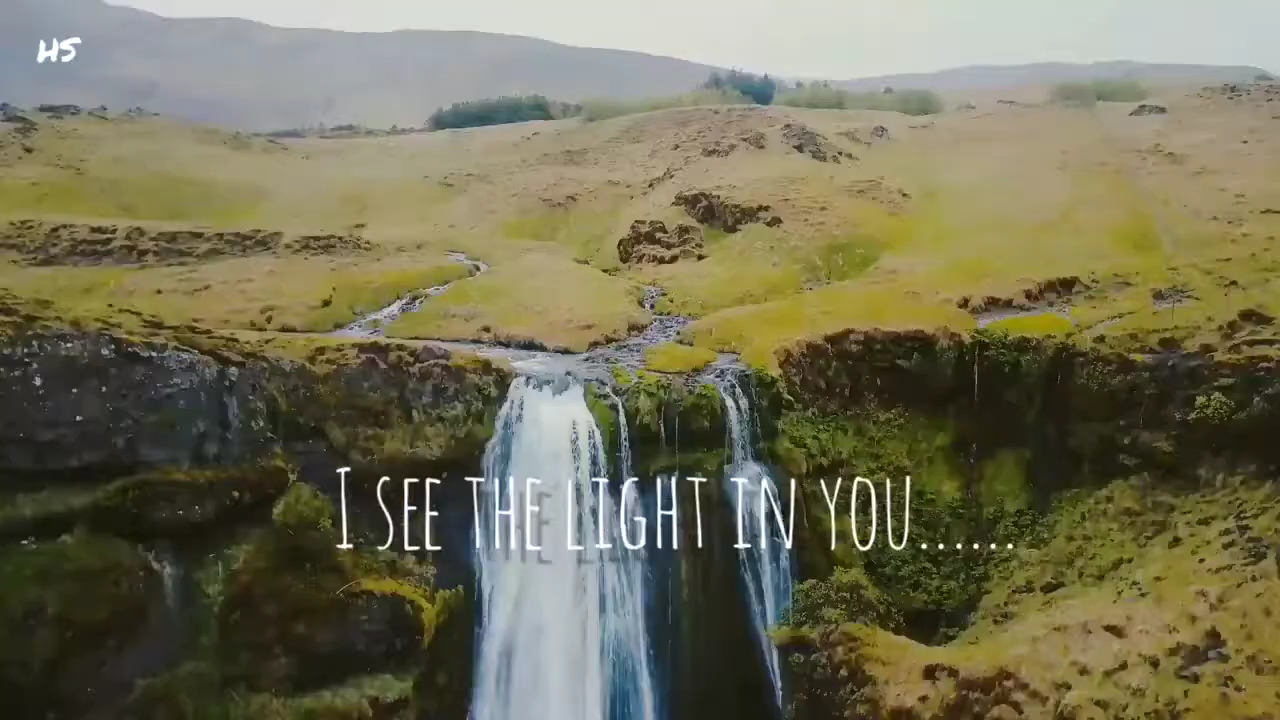 HS
I SEE THE LIGHT IN YOU......